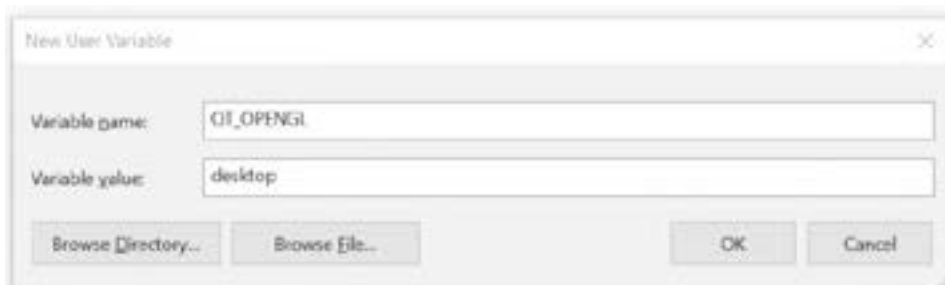 New User Variable
Variable name: QT_OPENGL
Variable value: desktop
Browse Directory... Browse File... OK Cancel